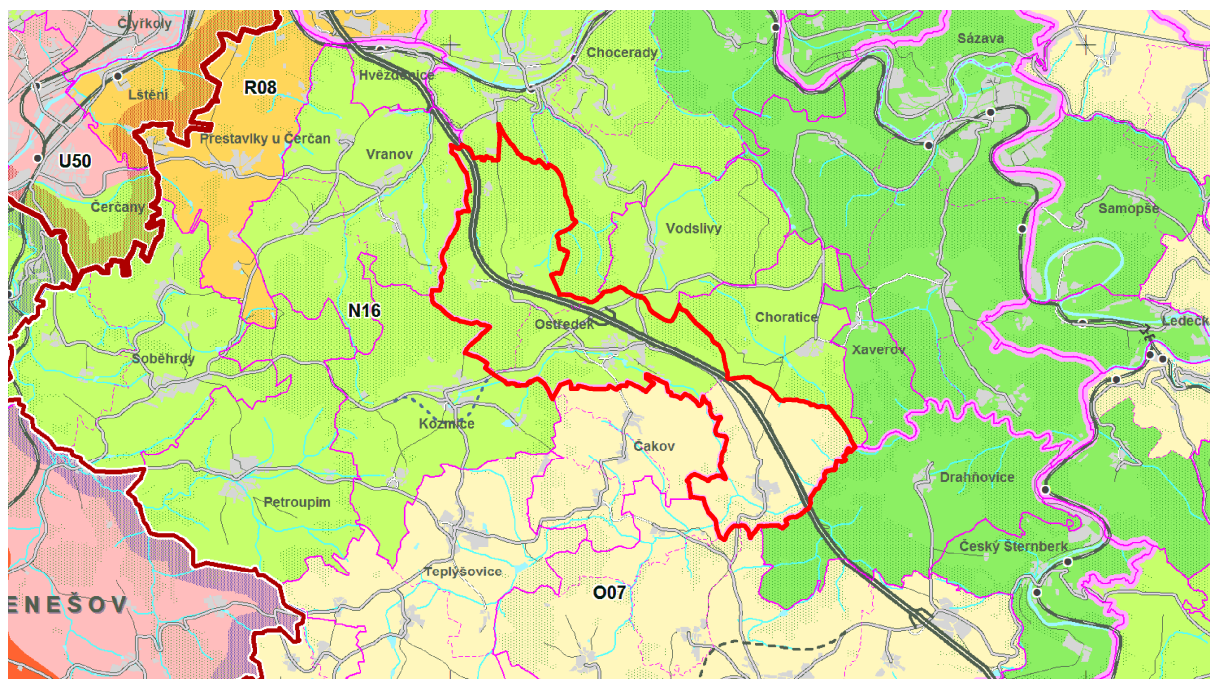 Čtyřkoly
Sázava
Chocerady
Hvězdonice
R08
Lštění
Přestavlky u Čerčan
Vranov
U50
Čerčany
Samopše
Vodslivy
N16
Choratice
Ostředek
Ledečk
Xaverov
Soběhrdy
Kozmice
Čakov
Petroupim
Drahňovice
Český Šternberk
Teplýšovice
O07
ENEŠOV